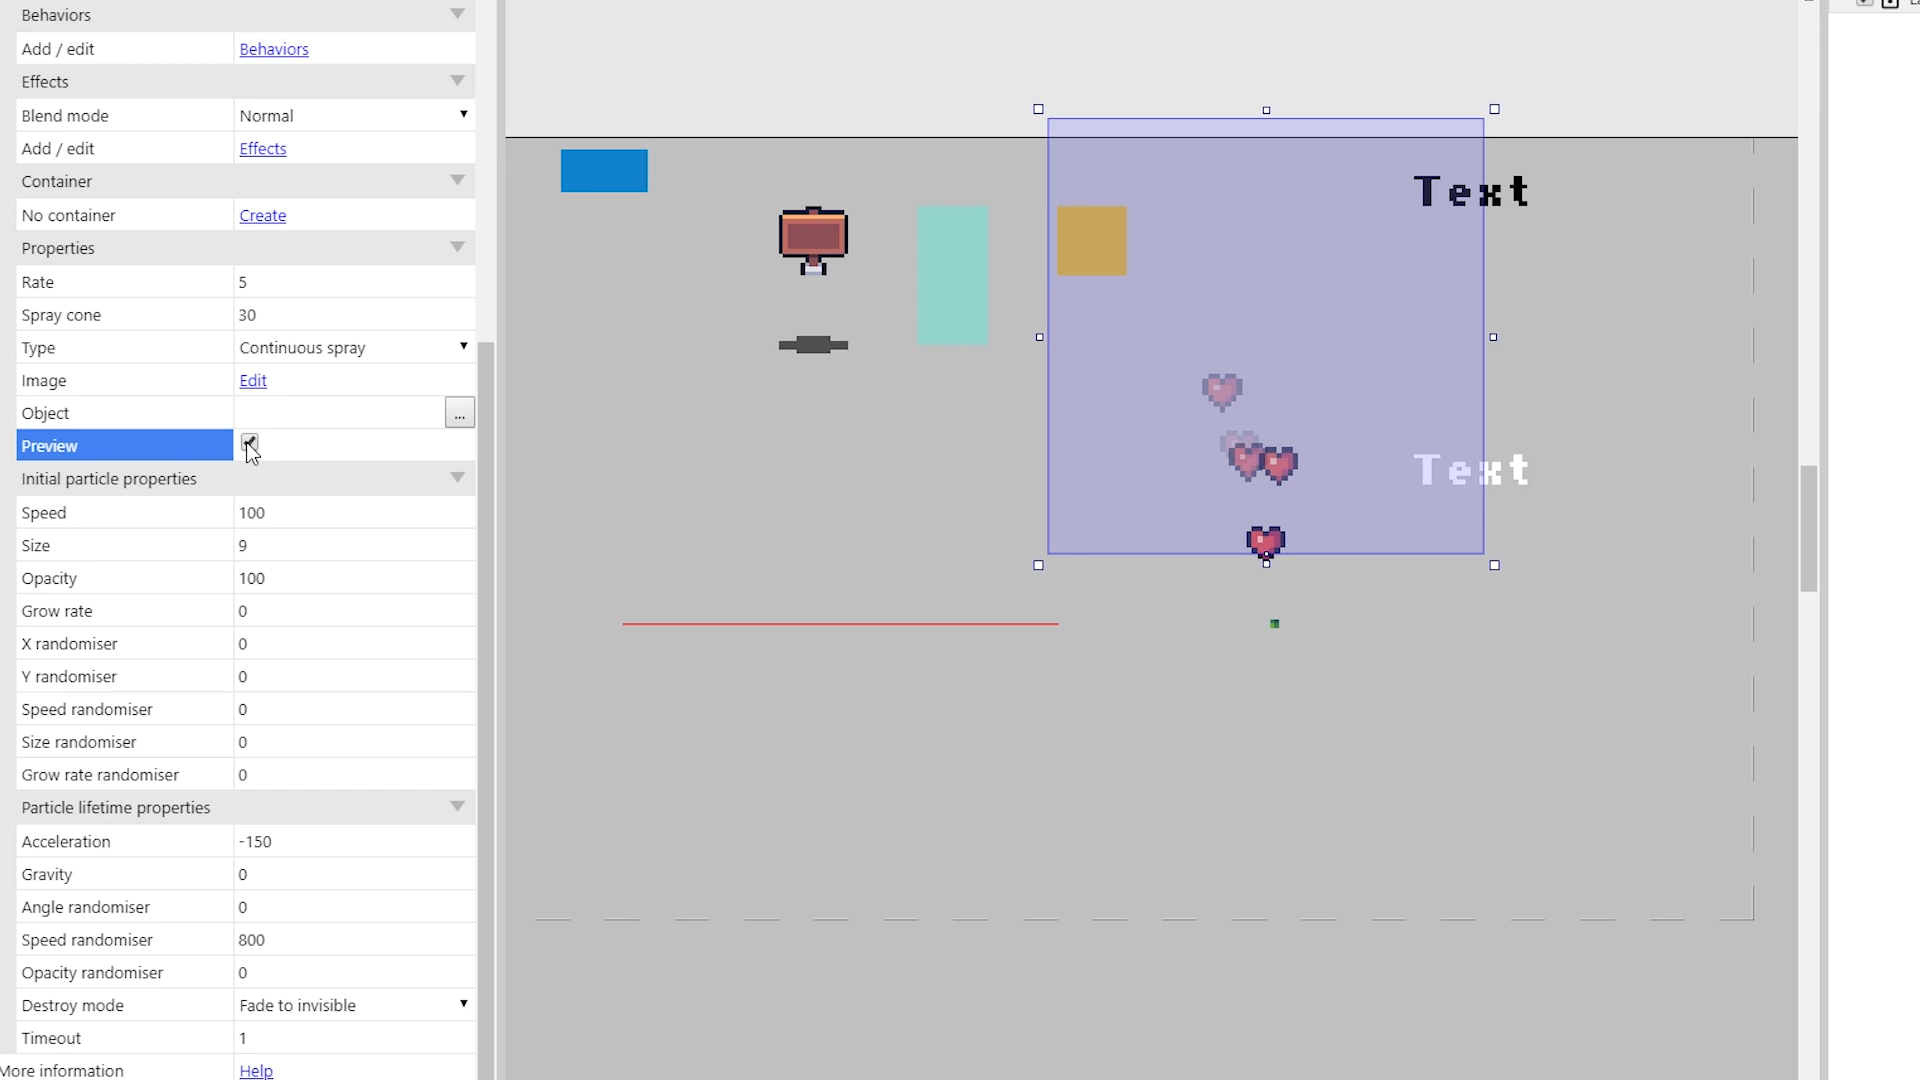 Behaviors
Add / edit Behaviors
Effects
Blend mode Normal
Add / edit Effects
Container
No container Create
Properties
Rate 5
Spray cone 30
Type Continuous spray
Image Edit
Object ...
Preview
Initial particle properties
Speed 100
Size 9
Opacity 100
Grow rate 0
X randomiser 0
Y randomiser 0
Speed randomiser 0
Size randomiser 0
Grow rate randomiser 0
Particle lifetime properties
Acceleration -150
Gravity 0
Angle randomiser 0
Speed randomiser 800
Opacity randomiser 0
Destroy mode Fade to invisible
Timeout 1
More information Help
Text
Text